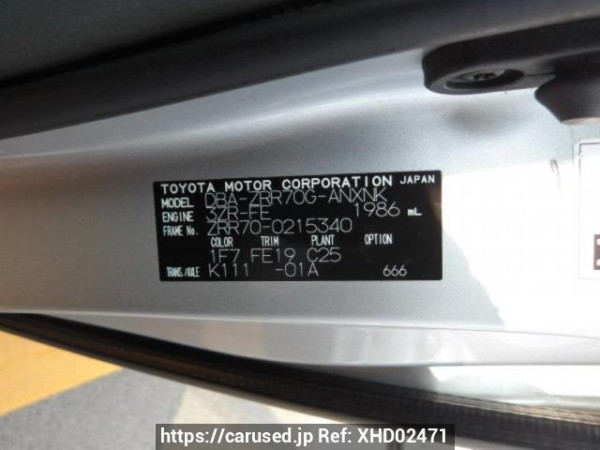 TOYOTA MOTOR CORPORATION JAPAN
MODEL DBA-ZRR70G-ANXNK
ENGINE 3ZR-FE 1986 mL
FRAME No. ZRR70-0215340
COLOR TRIM PLANT OPTION
1F7 FE19 C25
TRANS./AXLE K111 -01A 666
https://carused.jp Ref: XHD02471